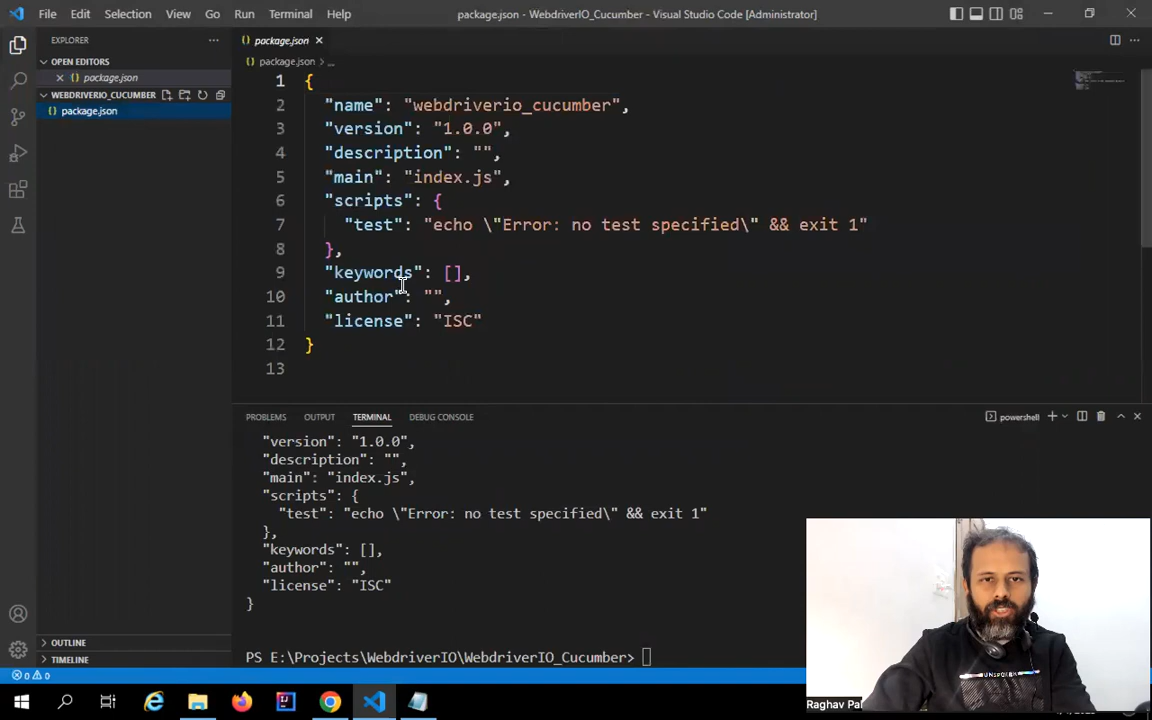 File Edit Selection View Go Run Terminal Help
package.json - WebdriverIO_Cucumber - Visual Studio Code [Administrator]
EXPLORER
OPEN EDITORS
{} package.json
WEBDRIVERIO_CUCUMBER
{} package.json
{} package.json
{} package.json > ...
1 {
2 "name": "webdriverio_cucumber",
3 "version": "1.0.0",
4 "description": "",
5 "main": "index.js",
6 "scripts": {
7 "test": "echo \"Error: no test specified\" && exit 1"
8 },
9 "keywords": [],
10 "author": "",
11 "license": "ISC"
12 }
13
PROBLEMS OUTPUT TERMINAL DEBUG CONSOLE
powershell
"version": "1.0.0",
"description": "",
"main": "index.js",
"scripts": {
"test": "echo \"Error: no test specified\" && exit 1"
},
"keywords": [],
"author": "",
"license": "ISC"
}
PS E:\Projects\WebdriverIO\WebdriverIO_Cucumber>
OUTLINE
TIMELINE
0 0
Raghav Pal